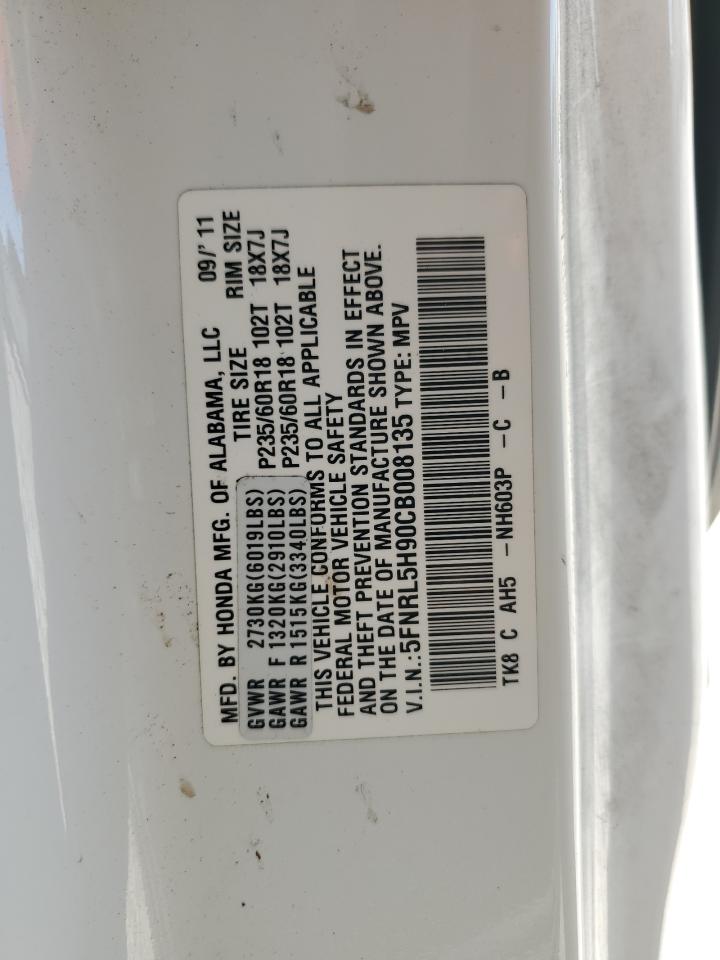 MFD. BY HONDA MFG. OF ALABAMA, LLC 09/'11
TIRE SIZE RIM SIZE
GVWR 2730KG(6019LBS)
GAWR F 1320KG(2910LBS) P235/60R18 102T 18X7J
GAWR R 1515KG(3340LBS) P235/60R18 102T 18X7J
THIS VEHICLE CONFORMS TO ALL APPLICABLE
FEDERAL MOTOR VEHICLE SAFETY
AND THEFT PREVENTION STANDARDS IN EFFECT
ON THE DATE OF MANUFACTURE SHOWN ABOVE.
V.I.N.:5FNRL5H90CB008135 TYPE: MPV
TK8 C AH5 -NH603P -C -B